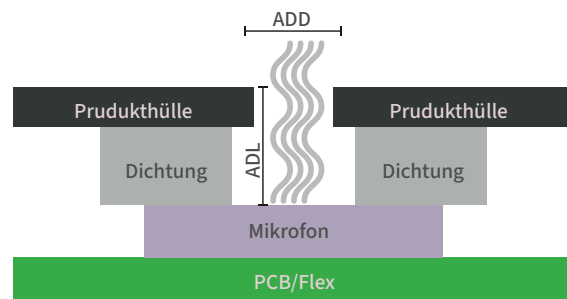 ADD
Prudukthülle
Prudukthülle
ADL
Dichtung
Dichtung
Mikrofon
PCB/Flex